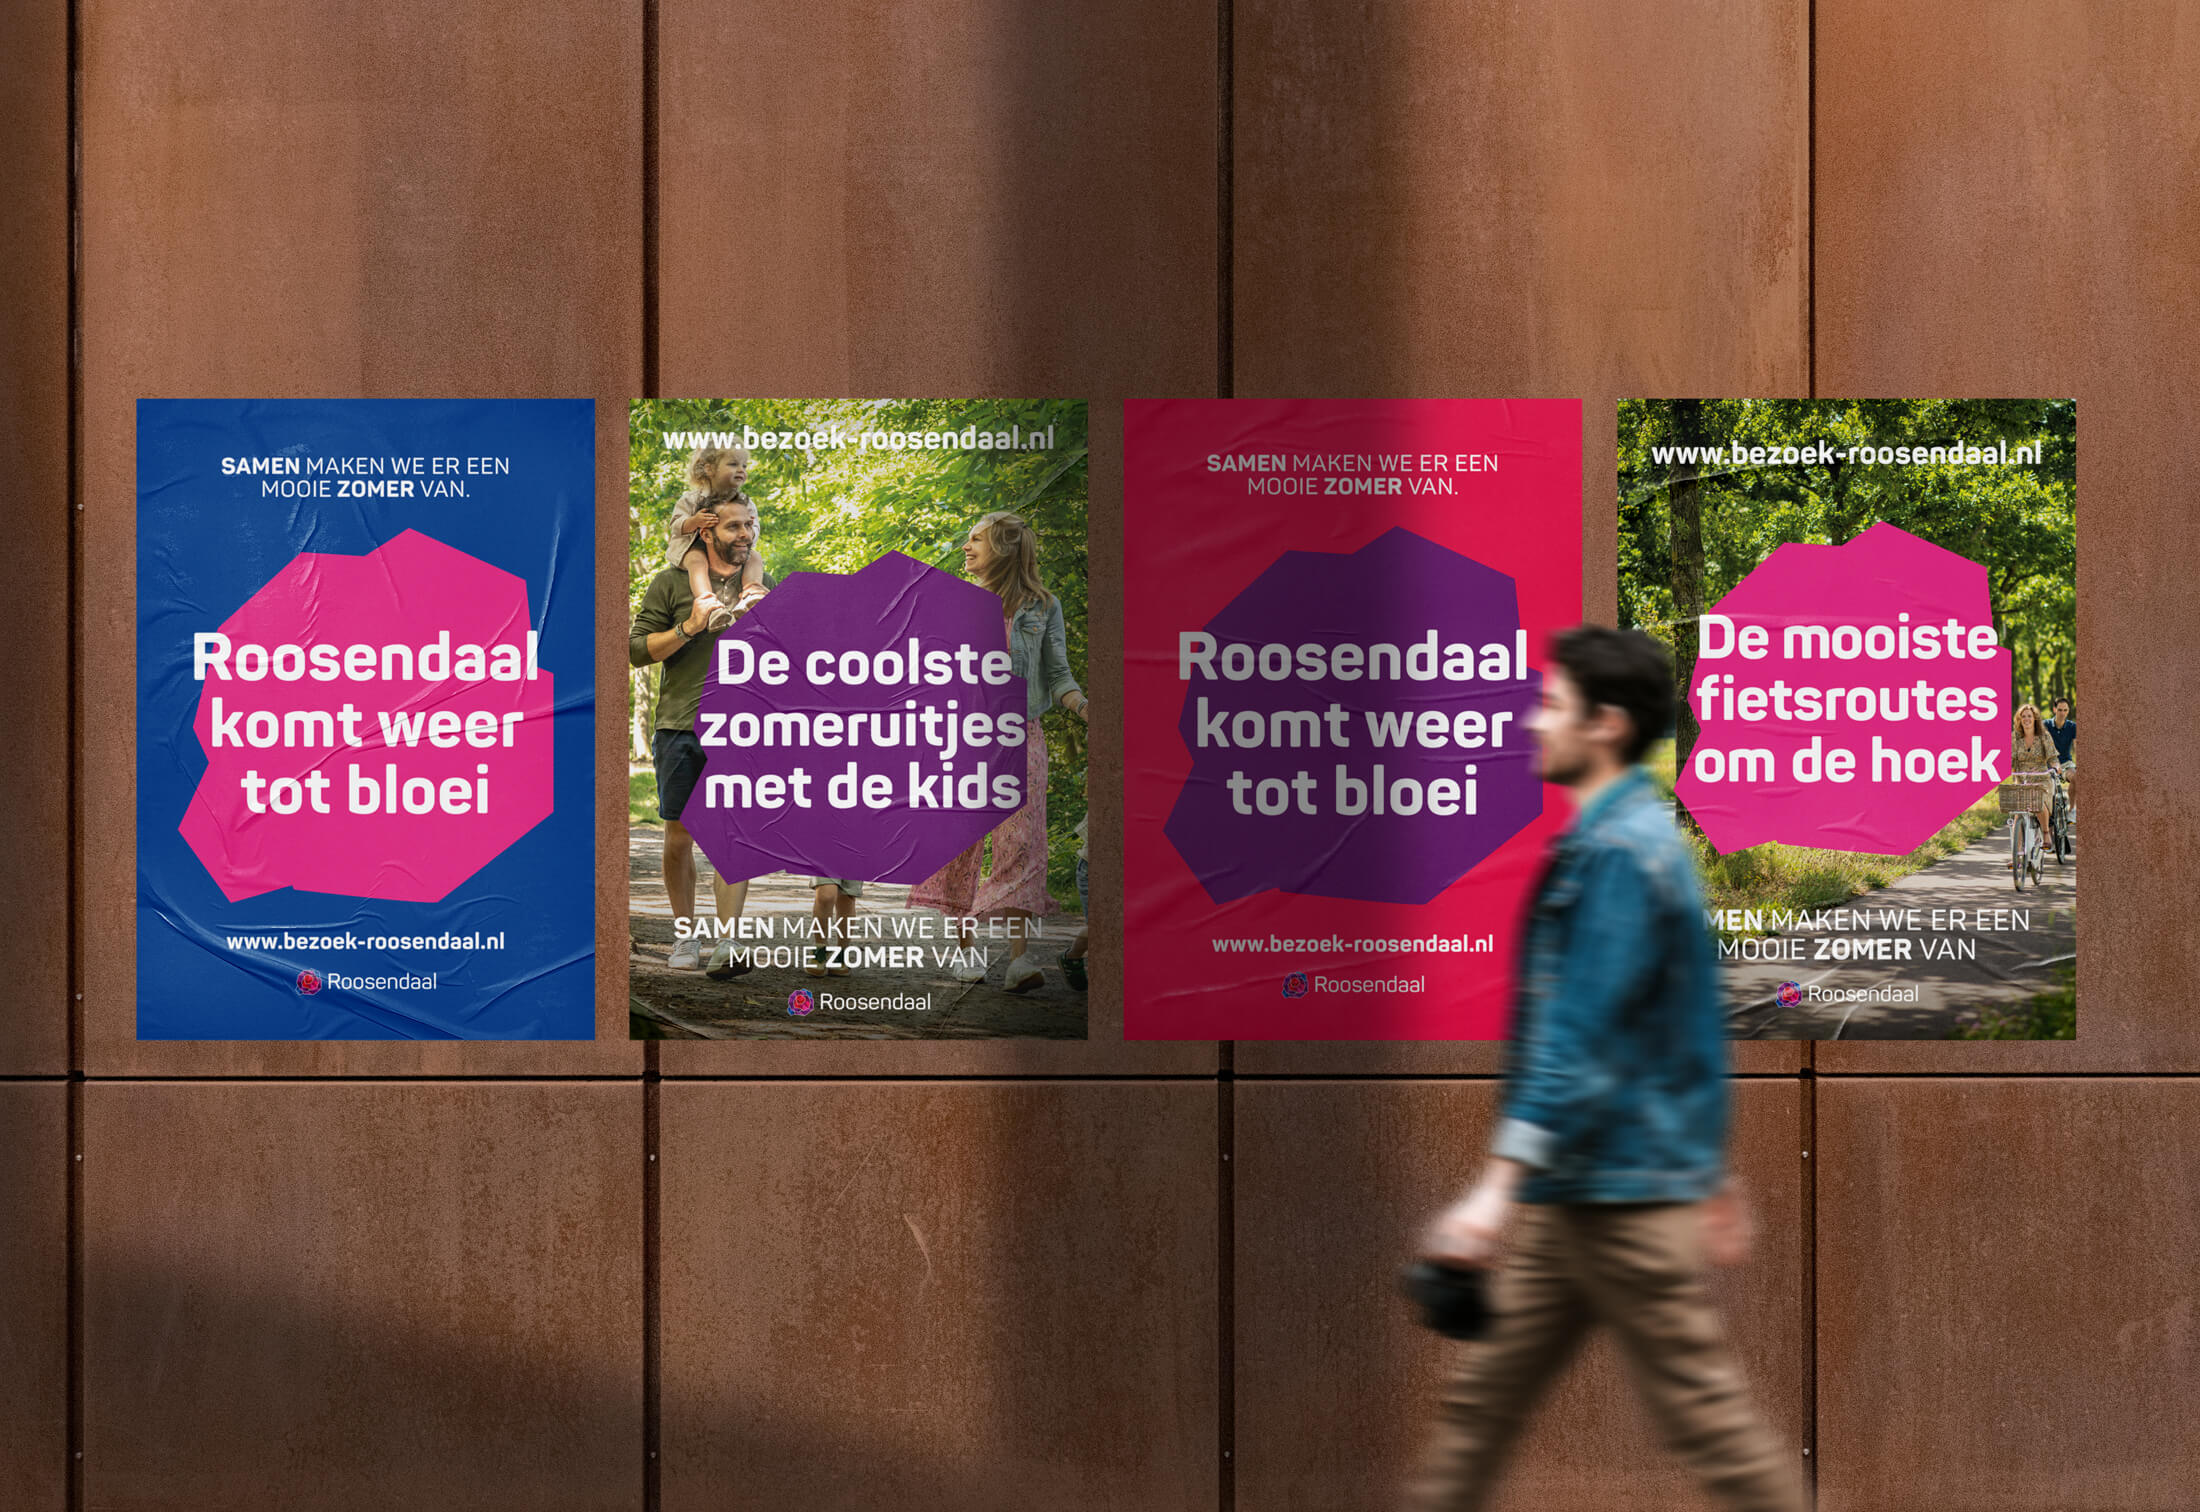 SAMEN MAKEN WE ER EEN
MOOIE ZOMER VAN.
Roosendaal
komt weer
tot bloei
www.bezoek-roosendaal.nl
Roosendaal
www.bezoek-roosendaal.nl
De coolste
zomeruitjes
met de kids
SAMEN MAKEN WE ER EEN
MOOIE ZOMER VAN
Roosendaal
SAMEN MAKEN WE ER EEN
MOOIE ZOMER VAN.
Roosendaal
komt weer
tot bloei
www.bezoek-roosendaal.nl
Roosendaal
www.bezoek-roosendaal.nl
De mooiste
fietsroutes
om de hoek
MAKEN WE ER EEN
MOOIE ZOMER VAN
Roosendaal